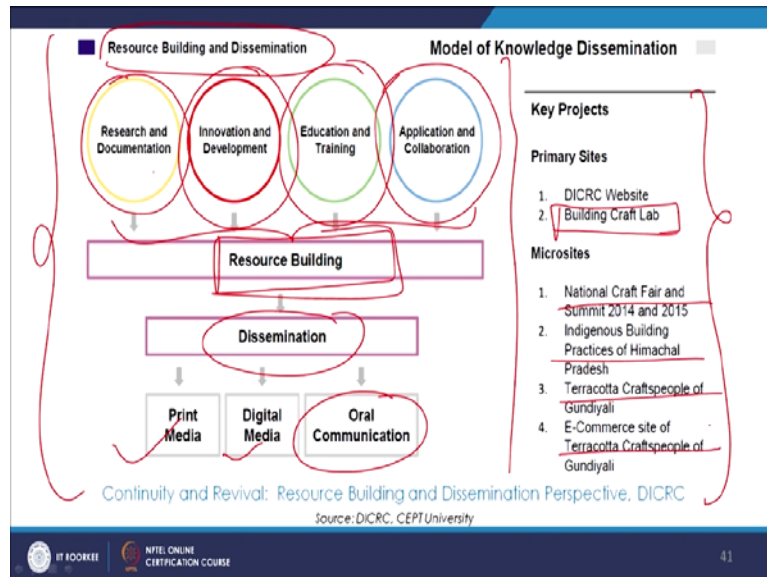 Resource Building and Dissemination
Model of Knowledge Dissemination
Research and
Documentation
Innovation and
Development
Education and
Training
Application and
Collaboration
Resource Building
Dissemination
Print
Media
Digital
Media
Oral
Communication
Key Projects
Primary Sites
1. DICRC Website
2. Building Craft Lab
Microsites
1. National Craft Fair and
Summit 2014 and 2015
2. Indigenous Building
Practices of Himachal
Pradesh
3. Terracotta Craftspeople of
Gundiyali
4. E-Commerce site of
Terracotta Craftspeople of
Gundiyali
Continuity and Revival: Resource Building and Dissemination Perspective, DICRC
Source: DICRC, CEPT University
IIT ROORKEE
NPTEL ONLINE
CERTIFICATION COURSE
41